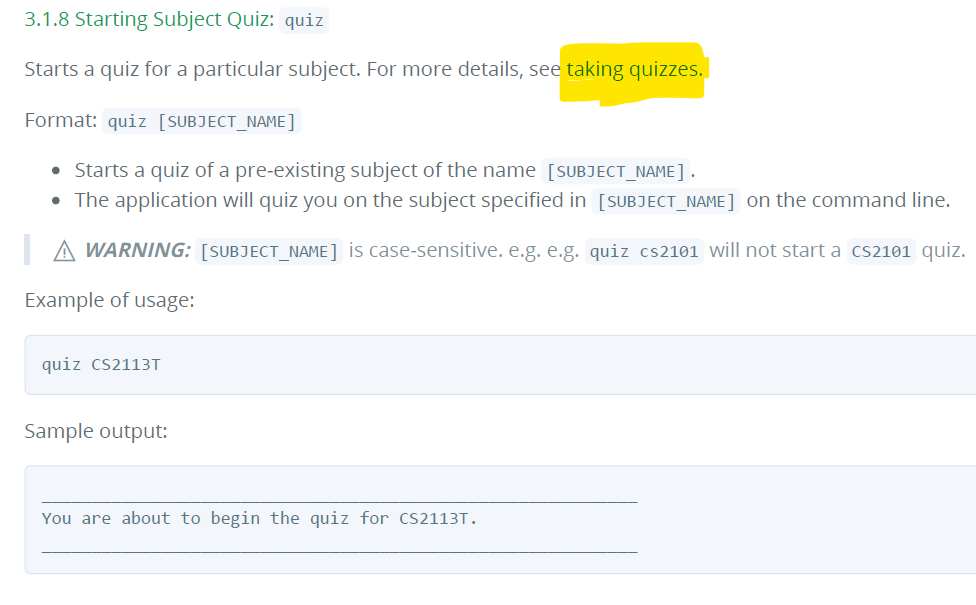 3.1.8 Starting Subject Quiz: quiz
Starts a quiz for a particular subject. For more details, see taking quizzes.
Format: quiz [SUBJECT_NAME]
• Starts a quiz of a pre-existing subject of the name [SUBJECT_NAME].
• The application will quiz you on the subject specified in [SUBJECT_NAME] on the command line.
⚠ WARNING: [SUBJECT_NAME] is case-sensitive. e.g. e.g. quiz cs2101 will not start a CS2101 quiz.
Example of usage:
quiz CS2113T
Sample output:
You are about to begin the quiz for CS2113T.